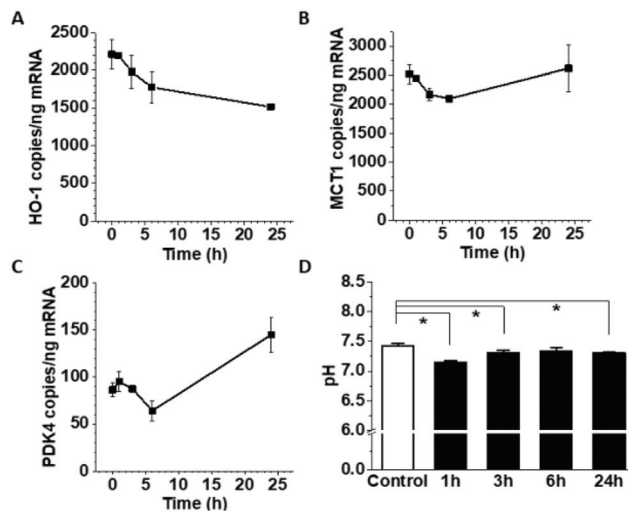 A
HO-1 copies/ng mRNA
2500
2000
1500
1000
500
0
0 5 10 15 20 25
Time (h)
B
MCT1 copies/ng mRNA
3000
2500
2000
1500
1000
500
0
0 5 10 15 20 25
Time (h)
C
PDK4 copies/ng mRNA
200
150
100
50
0
0 5 10 15 20 25
Time (h)
D
pH
8.5
8.0
7.5
7.0
6.5
6.0
0.0
* * *
Control 1h 3h 6h 24h